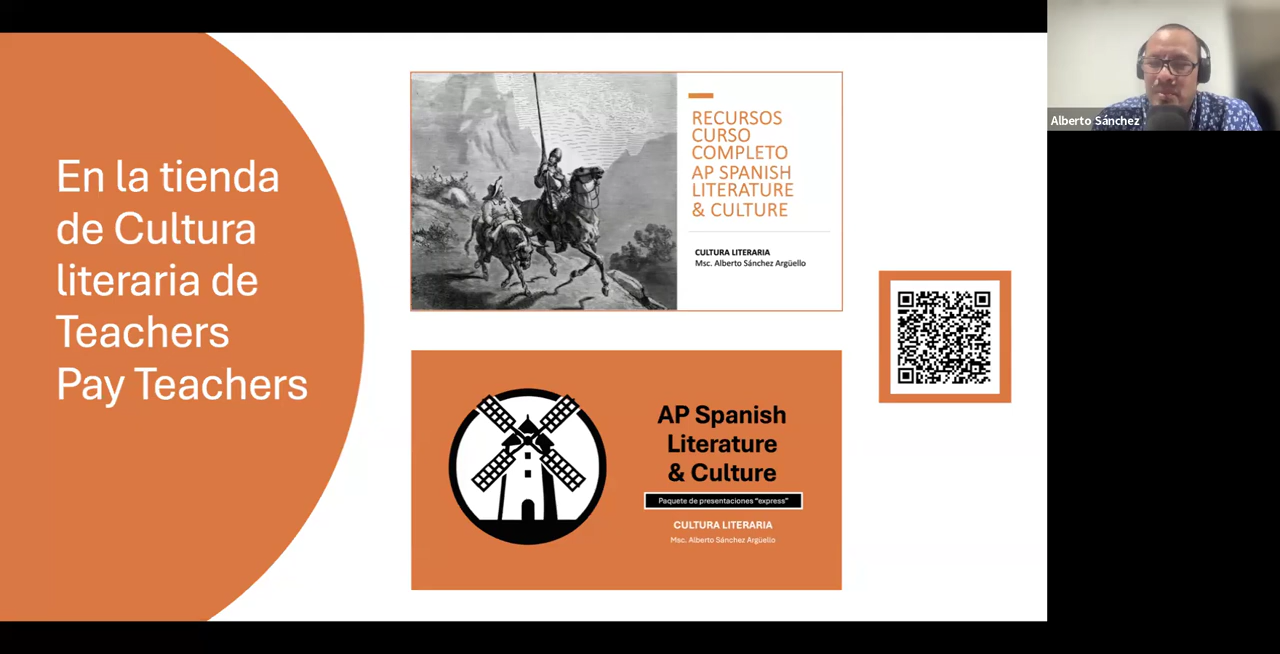 En la tienda
de Cultura
literaria de
Teachers
Pay Teachers
RECURSOS
CURSO
COMPLETO
AP SPANISH
LITERATURE
& CULTURE
CULTURA LITERARIA
Msc. Alberto Sánchez Argüello
AP Spanish
Literature
& Culture
Paquete de presentaciones "express"
CULTURA LITERARIA
Msc. Alberto Sánchez Argüello
Alberto Sánchez